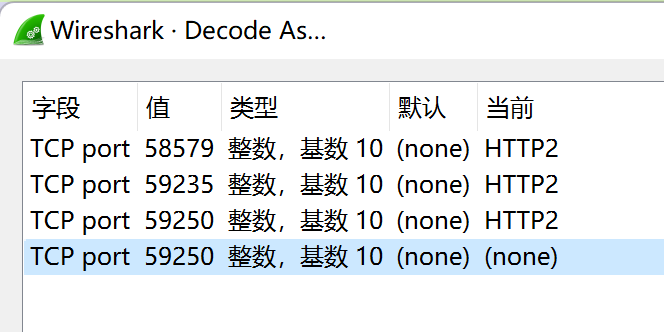 Wireshark · Decode As...
字段 值 类型 默认 当前
TCP port 58579 整数，基数 10 (none) HTTP2
TCP port 59235 整数，基数 10 (none) HTTP2
TCP port 59250 整数，基数 10 (none) HTTP2
TCP port 59250 整数，基数 10 (none) (none)